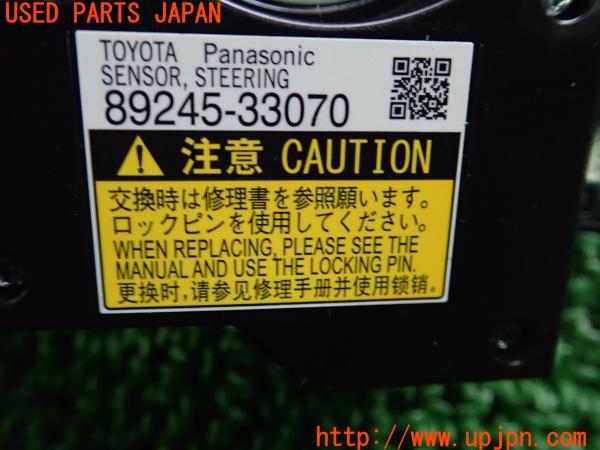 USED PARTS JAPAN
TOYOTA Panasonic
SENSOR, STEERING
89245-33070
注意 CAUTION
交換時は修理書を参照願います。
ロックピンを使用してください。
WHEN REPLACING, PLEASE SEE THE
MANUAL AND USE THE LOCKING PIN.
更换时,请参见修理手册并使用锁销。
http://www.upjpn.com/